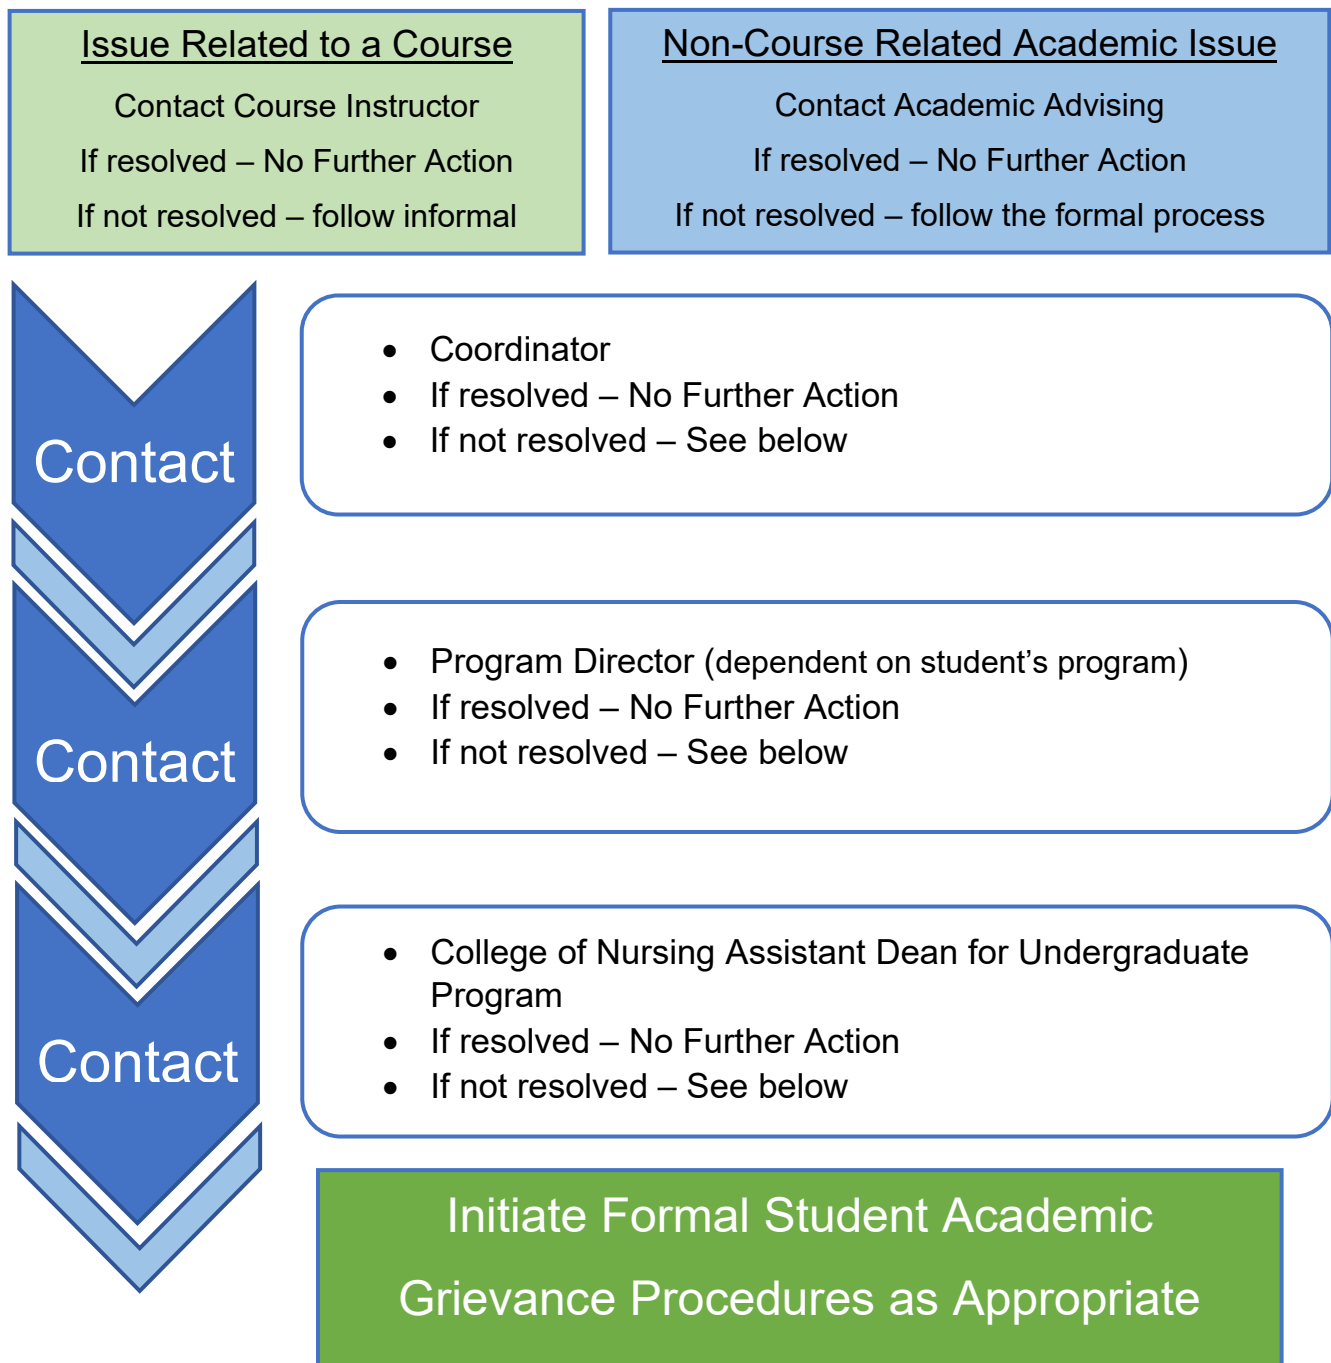 Issue Related to a Course
Contact Course Instructor
If resolved – No Further Action
If not resolved – follow informal
Non-Course Related Academic Issue
Contact Academic Advising
If resolved – No Further Action
If not resolved – follow the formal process
Contact
• Coordinator
• If resolved – No Further Action
• If not resolved – See below
Contact
• Program Director (dependent on student’s program)
• If resolved – No Further Action
• If not resolved – See below
Contact
• College of Nursing Assistant Dean for Undergraduate
Program
• If resolved – No Further Action
• If not resolved – See below
Initiate Formal Student Academic
Grievance Procedures as Appropriate